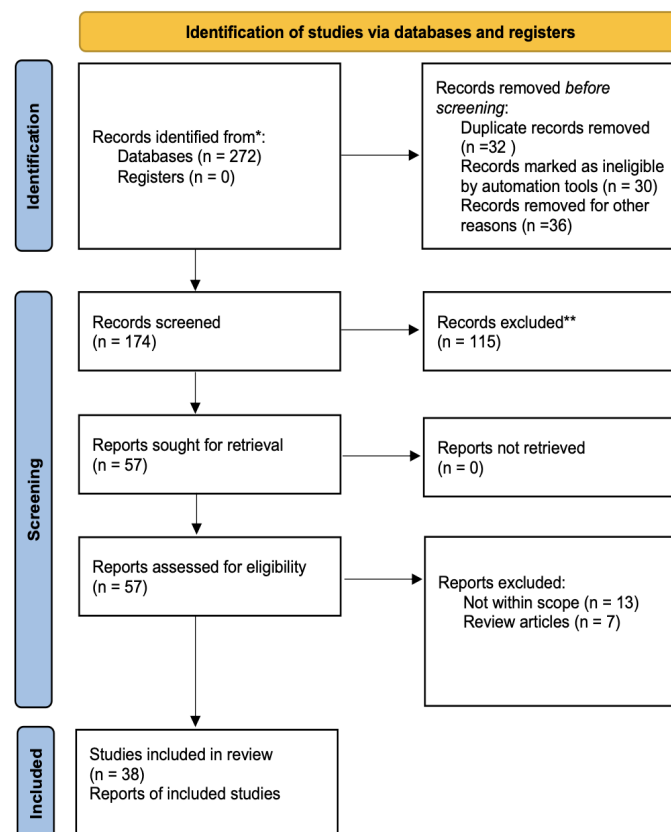 Identification of studies via databases and registers
Identification
Records identified from*:
Databases (n = 272)
Registers (n = 0)
Records removed before
screening:
Duplicate records removed
(n =32 )
Records marked as ineligible
by automation tools (n = 30)
Records removed for other
reasons (n =36)
Screening
Records screened
(n = 174)
Records excluded**
(n = 115)
Reports sought for retrieval
(n = 57)
Reports not retrieved
(n = 0)
Reports assessed for eligibility
(n = 57)
Reports excluded:
Not within scope (n = 13)
Review articles (n = 7)
Included
Studies included in review
(n = 38)
Reports of included studies